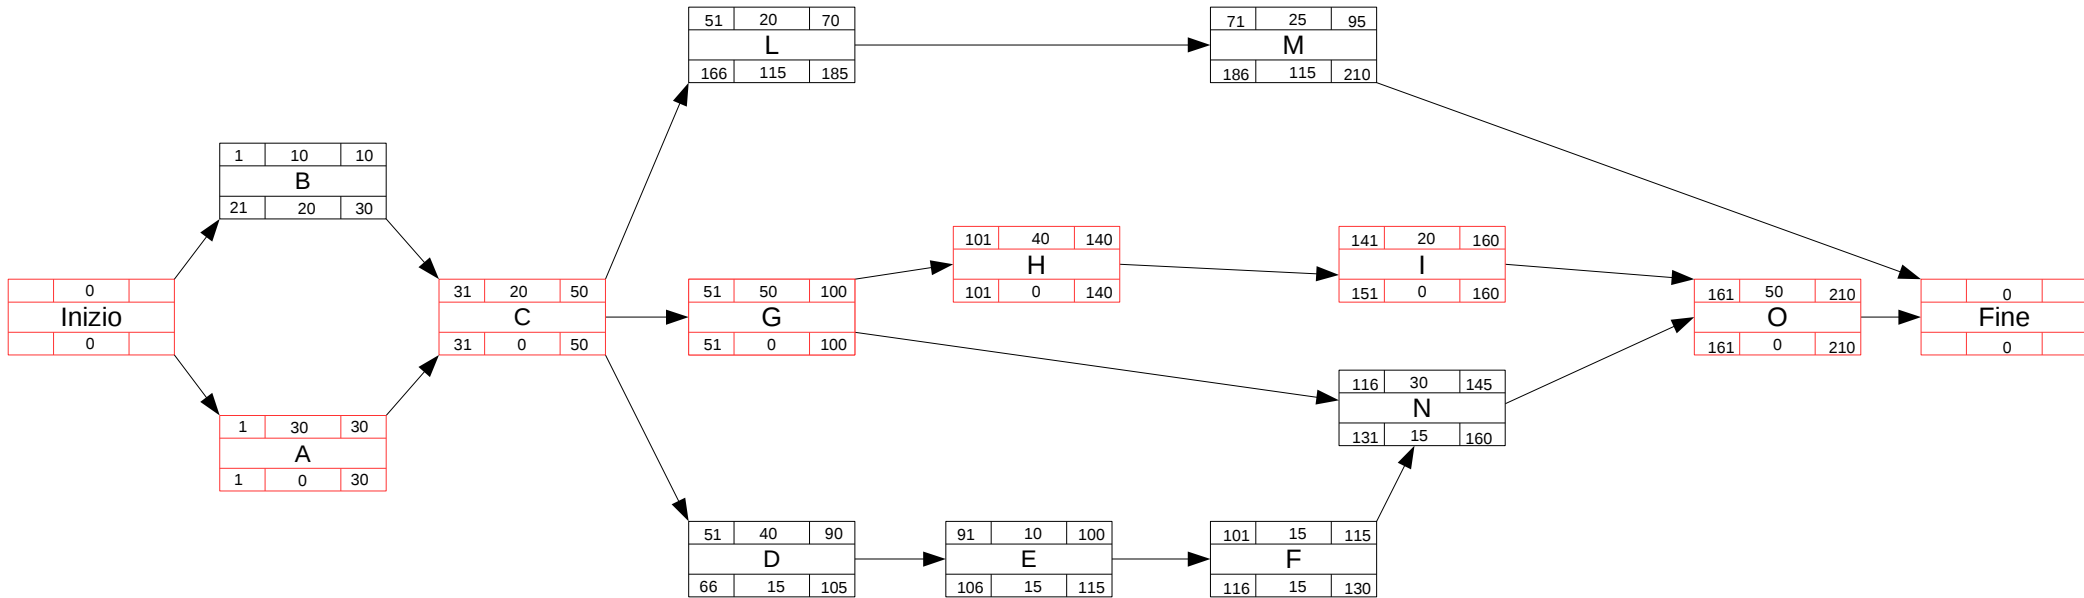 51 20 70
L
166 115 185
71 25 95
M
186 115 210
1 10 10
B
21 20 30
0
Inizio
0
1 30 30
A
1 0 30
31 20 50
C
31 0 50
51 50 100
G
51 0 100
101 40 140
H
101 0 140
141 20 160
I
151 0 160
116 30 145
N
131 15 160
161 50 210
O
161 0 210
0
Fine
0
51 40 90
D
66 15 105
91 10 100
E
106 15 115
101 15 115
F
116 15 130